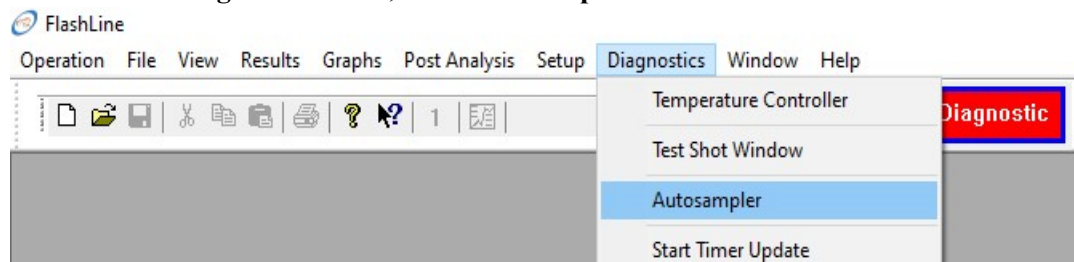 FlashLine
Operation File View Results Graphs Post Analysis Setup Diagnostics Window Help
1
Temperature Controller
Diagnostic
Test Shot Window
Autosampler
Start Timer Update